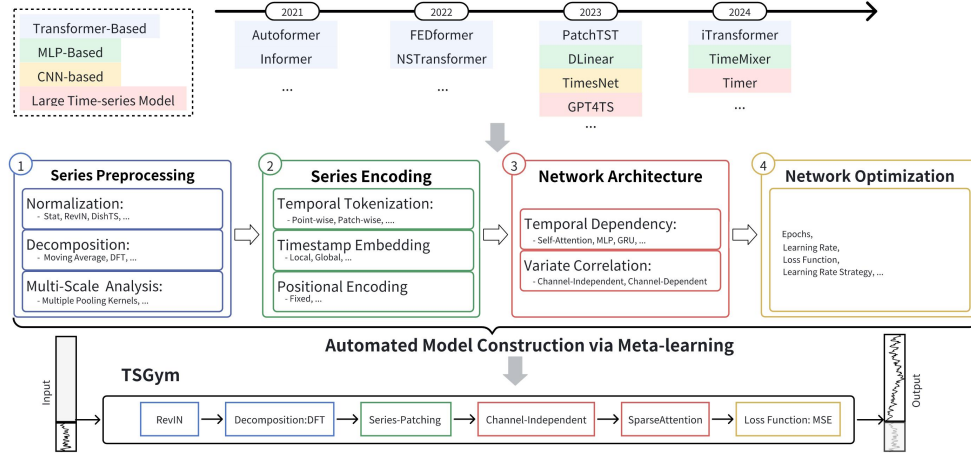 2021
2022
2023
2024
Transformer-Based
MLP-Based
CNN-based
Large Time-series Model
Autoformer
Informer
...
FEDformer
NSTransformer
...
PatchTST
DLinear
TimesNet
GPT4TS
...
iTransformer
TimeMixer
Timer
...
1
Series Preprocessing
Normalization:
- Stat, RevIN, DishTS, ...
Decomposition:
- Moving Average, DFT, ...
Multi-Scale Analysis:
- Multiple Pooling Kernels, ...
2
Series Encoding
Temporal Tokenization:
- Point-wise, Patch-wise, ....
Timestamp Embedding
- Local, Global, ...
Positional Encoding
- Fixed, ...
3
Network Architecture
Temporal Dependency:
- Self-Attention, MLP, GRU, ...
Variate Correlation:
- Channel-Independent, Channel-Dependent
4
Network Optimization
Epochs,
Learning Rate,
Loss Function,
Learning Rate Strategy, ...
Automated Model Construction via Meta-learning
Input
TSGym
RevIN
Decomposition:DFT
Series-Patching
Channel-Independent
SparseAttention
Loss Function: MSE
Output